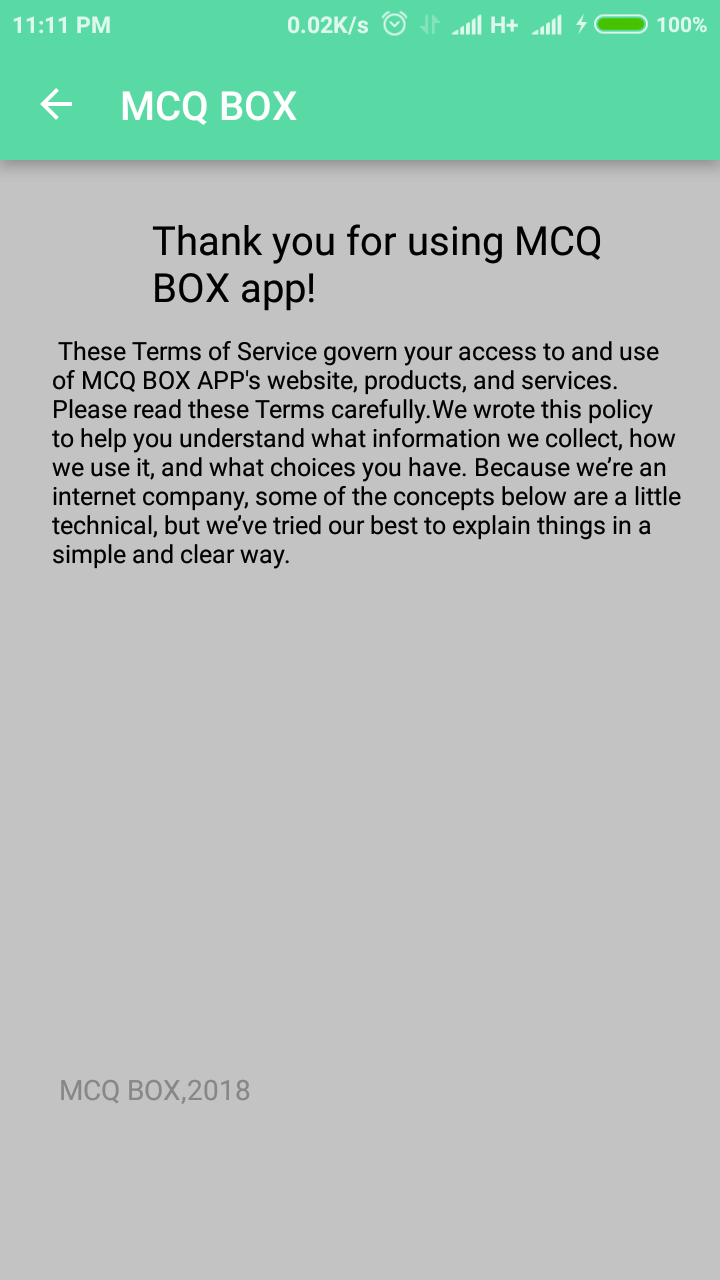 11:11 PM 0.02K/s H+ 100%
MCQ BOX
Thank you for using MCQ
BOX app!
These Terms of Service govern your access to and use
of MCQ BOX APP's website, products, and services.
Please read these Terms carefully.We wrote this policy
to help you understand what information we collect, how
we use it, and what choices you have. Because we’re an
internet company, some of the concepts below are a little
technical, but we’ve tried our best to explain things in a
simple and clear way.
MCQ BOX,2018